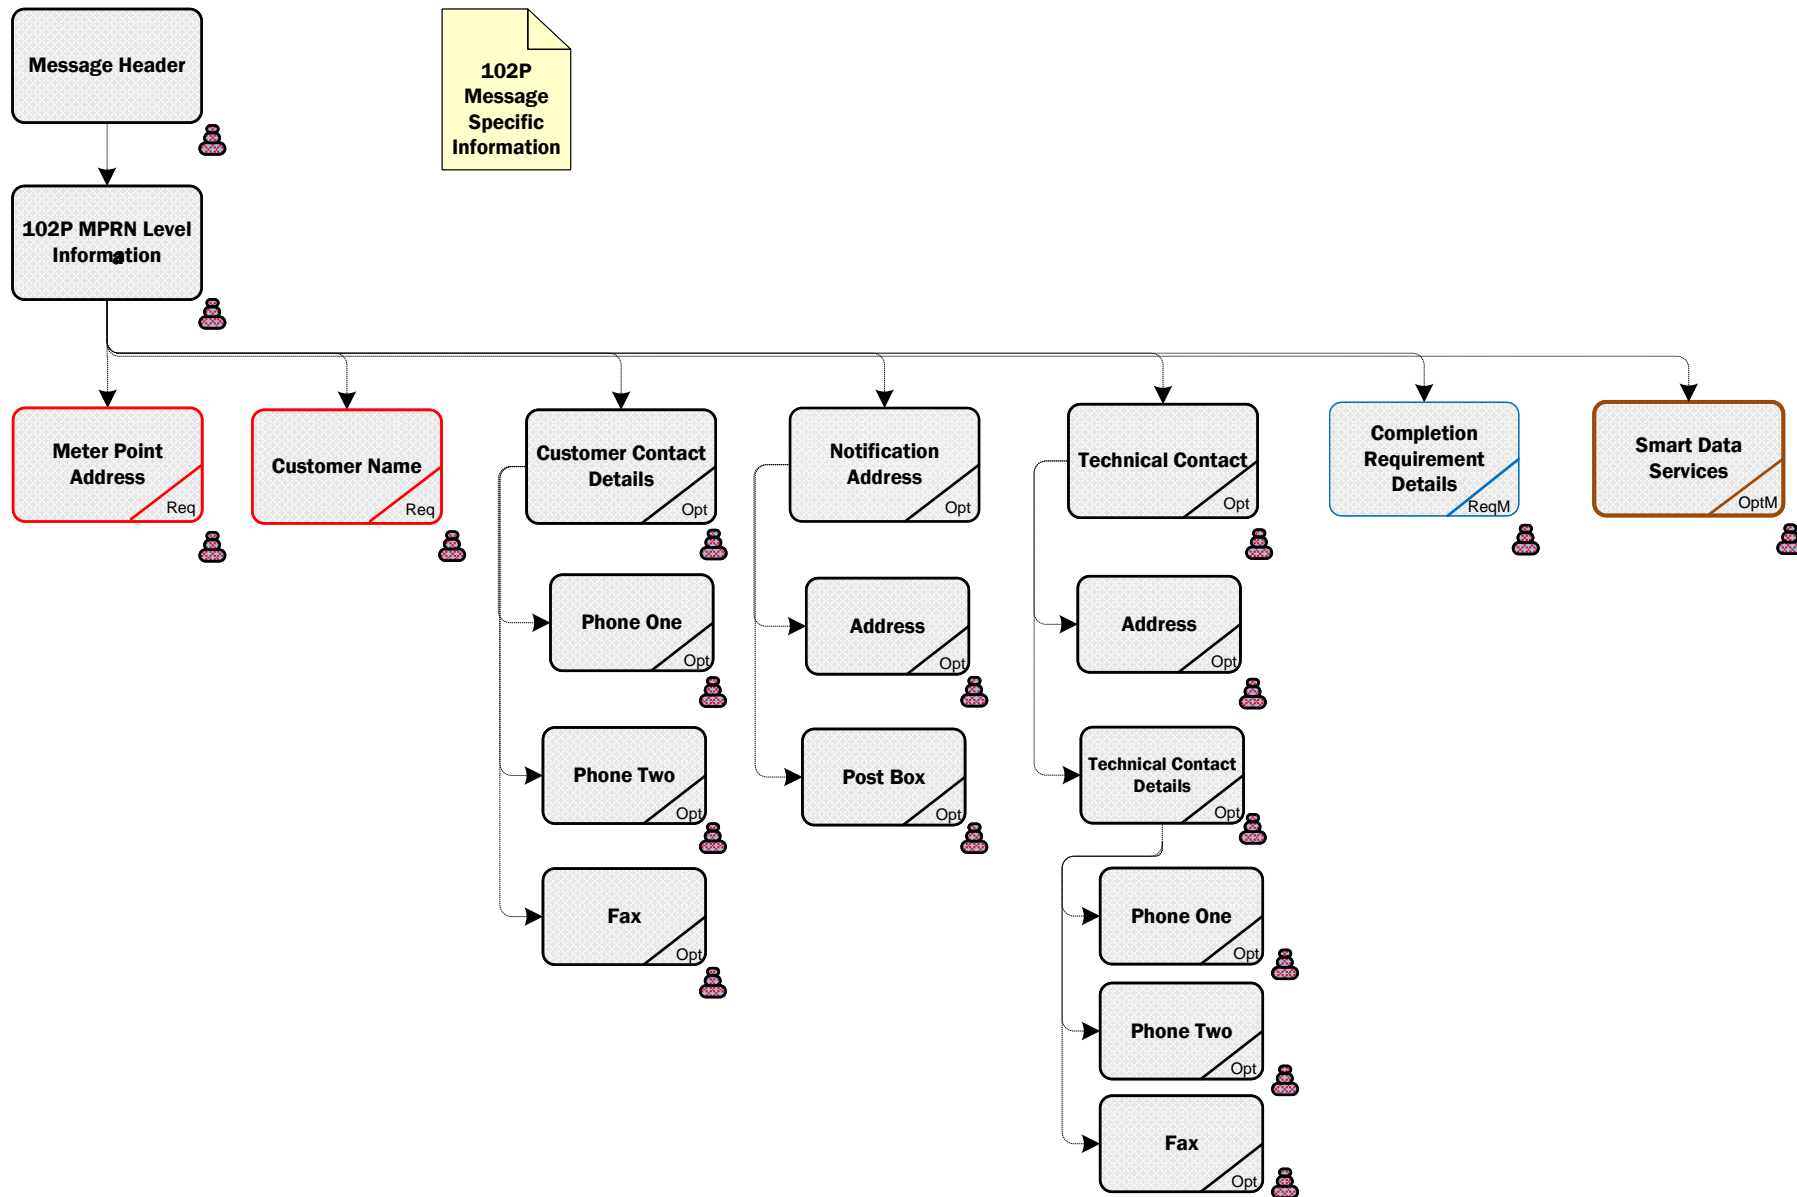 Message Header
102P
Message
Specific
Information
102P MPRN Level
Information
Meter Point
Address
Req
Customer Name
Req
Customer Contact
Details
Opt
Notification
Address
Opt
Technical Contact
Opt
Completion
Requirement
Details
ReqM
Smart Data
Services
OptM
Phone One
Opt
Address
Opt
Address
Opt
Phone Two
Opt
Post Box
Opt
Technical Contact
Details
Opt
Fax
Opt
Phone One
Opt
Phone Two
Opt
Fax
Opt